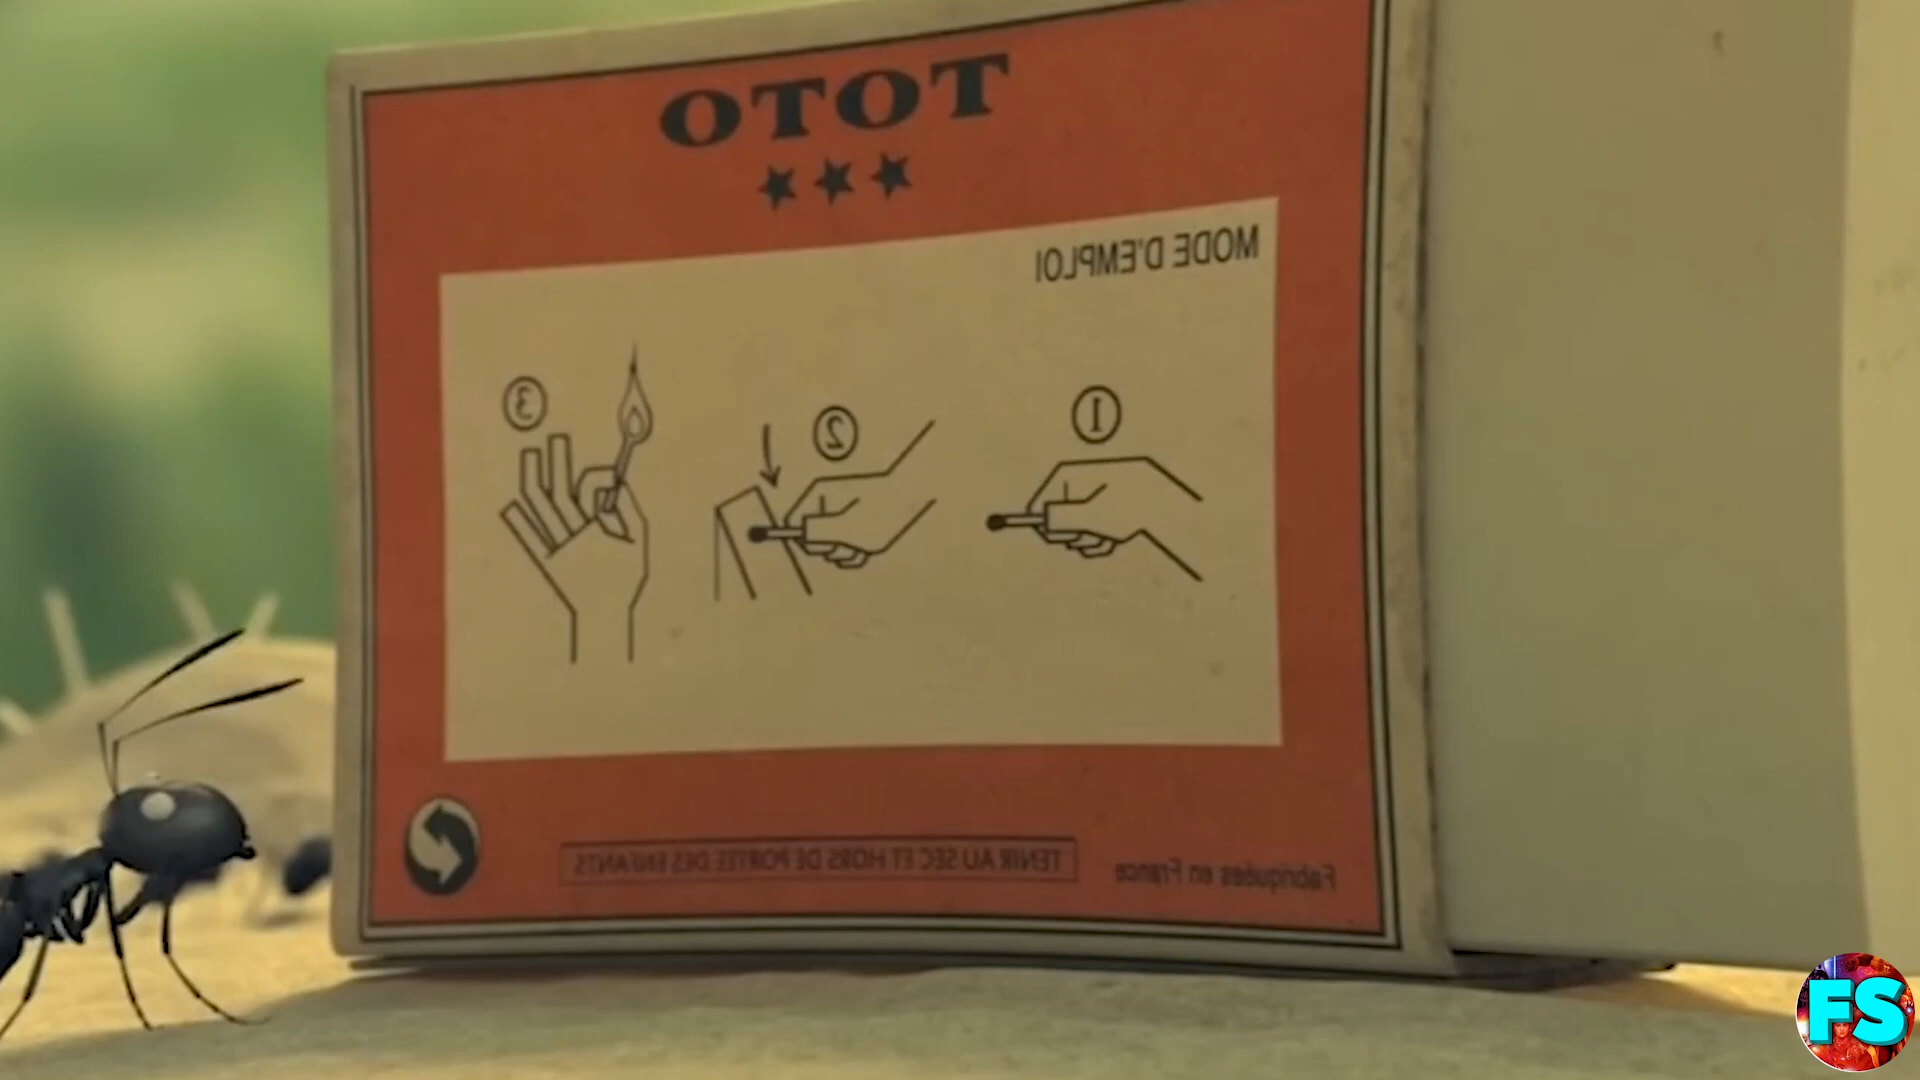 TOTO
MODE D'EMPLOI
1
2
3
TENIR AU SEC ET HORS DE PORTEE DES ENFANTS
Fabriquées en France
FS